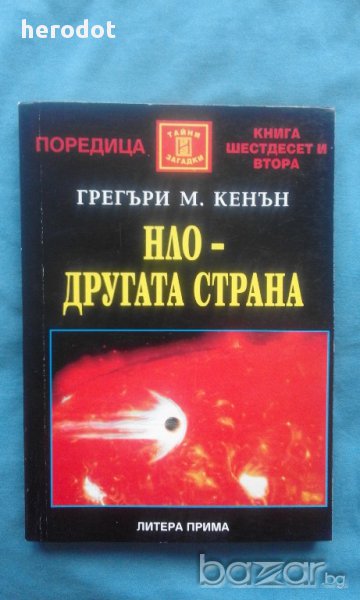 herodot
ПОРЕДИЦА
ТАЙНИ
ЗАГАДКИ
КНИГА
ШЕСТДЕСЕТ И
ВТОРА
ГРЕГЪРИ М. КЕНЪН
НЛО -
ДРУГАТА СТРАНА
ЛИТЕРА ПРИМА
bazar.bg